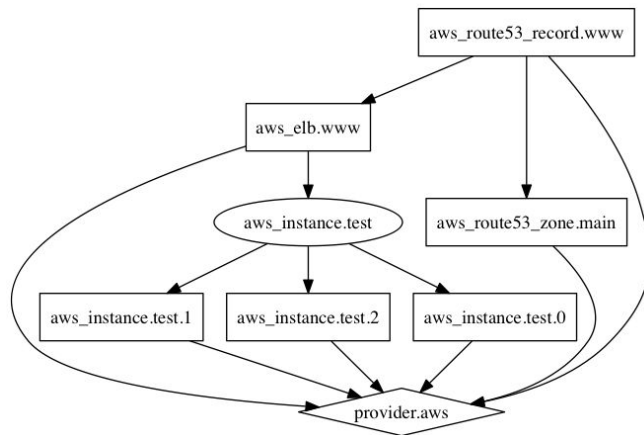 aws_route53_record.www
aws_elb.www
aws_instance.test
aws_route53_zone.main
aws_instance.test.1
aws_instance.test.2
aws_instance.test.0
provider.aws